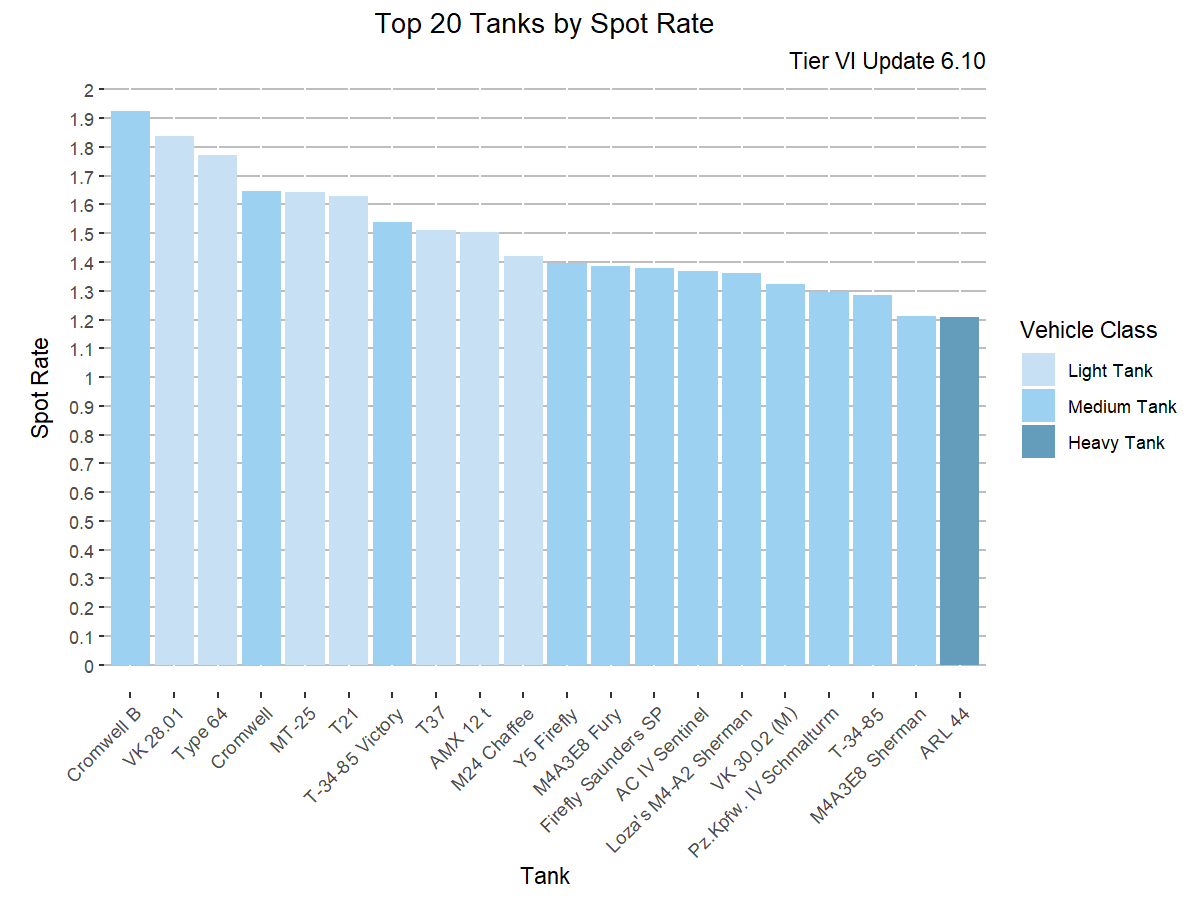 Top 20 Tanks by Spot Rate
Tier VI Update 6.10
Spot Rate
2
1.9
1.8
1.7
1.6
1.5
1.4
1.3
1.2
1.1
1
0.9
0.8
0.7
0.6
0.5
0.4
0.3
0.2
0.1
0
Cromwell B
VK 28.01
Type 64
Cromwell
MT-25
T21
T-34-85 Victory
T37
AMX 12 t
M24 Chaffee
Y5 Firefly
M4A3E8 Fury
Firefly Saunders SP
AC IV Sentinel
Loza's M4-A2 Sherman
VK 30.02 (M)
Pz.Kpfw. IV Schmalturm
T-34-85
M4A3E8 Sherman
ARL 44
Tank
Vehicle Class
Light Tank
Medium Tank
Heavy Tank